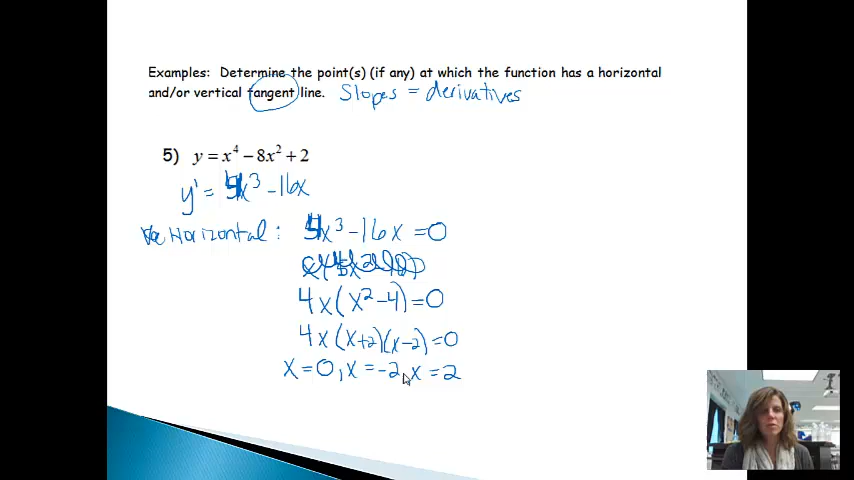 Examples: Determine the point(s) (if any) at which the function has a horizontal
and/or vertical tangent line. Slopes = derivatives
5) y = x⁴ − 8x² + 2
y' = 4x³ − 16x
Horizontal: 4x³ − 16x = 0
4x(x² − 4) = 0
4x(x+2)(x−2) = 0
x = 0, x = −2, x = 2